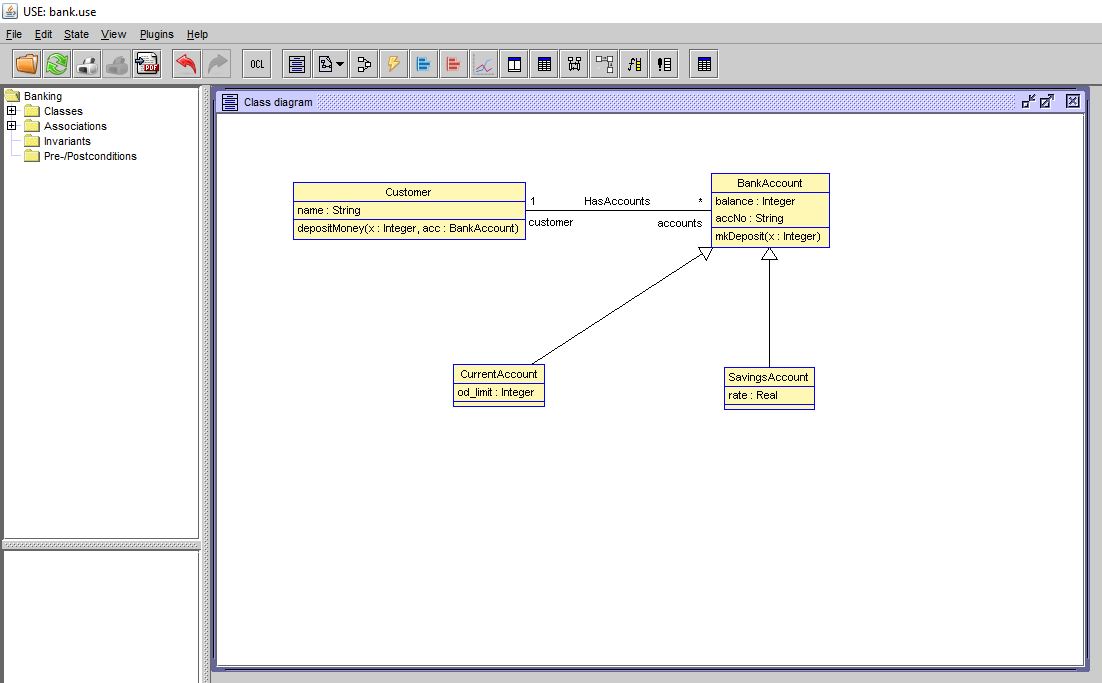 USE: bank.use
File Edit State View Plugins Help
PDF
OCL
Banking
Classes
Associations
Invariants
Pre-/Postconditions
Class diagram
Customer
name : String
depositMoney(x : Integer, acc : BankAccount)
1 HasAccounts *
customer accounts
BankAccount
balance : Integer
accNo : String
mkDeposit(x : Integer)
CurrentAccount
od_limit : Integer
SavingsAccount
rate : Real